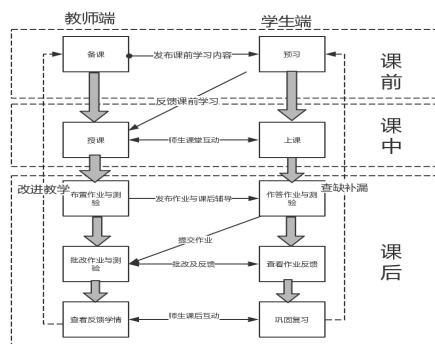 教师端
学生端
备课
发布课前学习内容
预习
课前
反馈课前学习
授课
师生课堂互动
上课
课中
改进教学
查缺补漏
布置作业与测验
发布作业与课后辅导
作答作业与测验
提交作业
课后
批改作业与测验
批改及反馈
查看作业反馈
查看反馈学情
师生课后互动
巩固复习